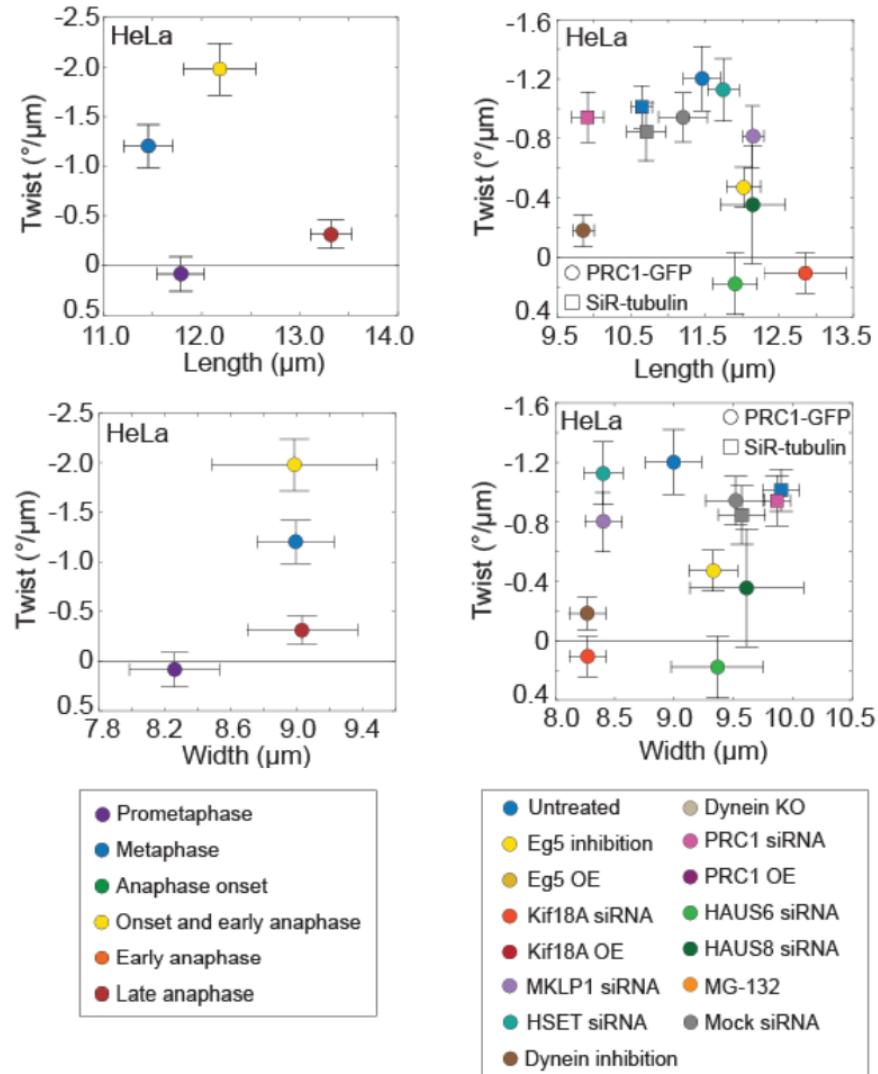 HeLa
Twist (°/µm)
-2.5
-2.0
-1.5
-1.0
-0.5
0
0.5
11.0 12.0 13.0 14.0
Length (µm)
HeLa
Twist (°/µm)
-1.6
-1.2
-0.8
-0.4
0
0.4
PRC1-GFP
SiR-tubulin
9.5 10.5 11.5 12.5 13.5
Length (µm)
HeLa
Twist (°/µm)
-2.5
-2.0
-1.5
-1.0
-0.5
0
0.5
7.8 8.2 8.6 9.0 9.4
Width (µm)
HeLa
PRC1-GFP
SiR-tubulin
Twist (°/µm)
-1.6
-1.2
-0.8
-0.4
0
0.4
8.0 8.5 9.0 9.5 10.0 10.5
Width (µm)
Prometaphase
Metaphase
Anaphase onset
Onset and early anaphase
Early anaphase
Late anaphase
Untreated
Eg5 inhibition
Eg5 OE
Kif18A siRNA
Kif18A OE
MKLP1 siRNA
HSET siRNA
Dynein inhibition
Dynein KO
PRC1 siRNA
PRC1 OE
HAUS6 siRNA
HAUS8 siRNA
MG-132
Mock siRNA